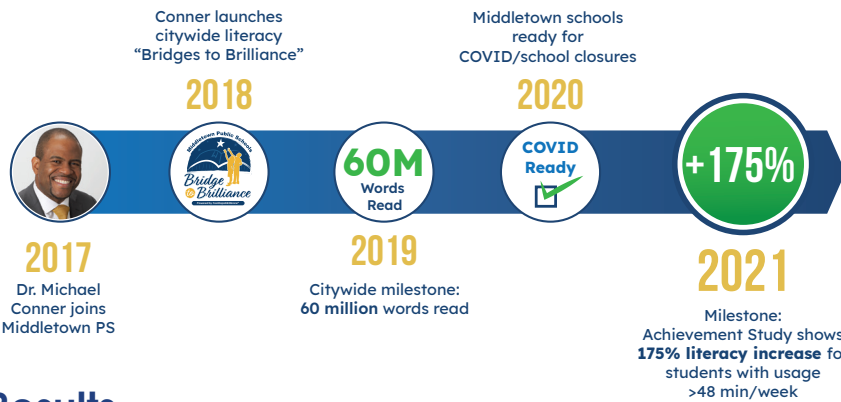 Conner launches
citywide literacy
“Bridges to Brilliance”
2018
Middletown schools
ready for
COVID/school closures
2020
Middletown Public Schools
Bridge
to Brilliance
60M
Words
Read
COVID
Ready
+175%
2017
Dr. Michael
Conner joins
Middletown PS
2019
Citywide milestone:
60 million words read
2021
Milestone:
Achievement Study shows
175% literacy increase fo
students with usage
>48 min/week
Results